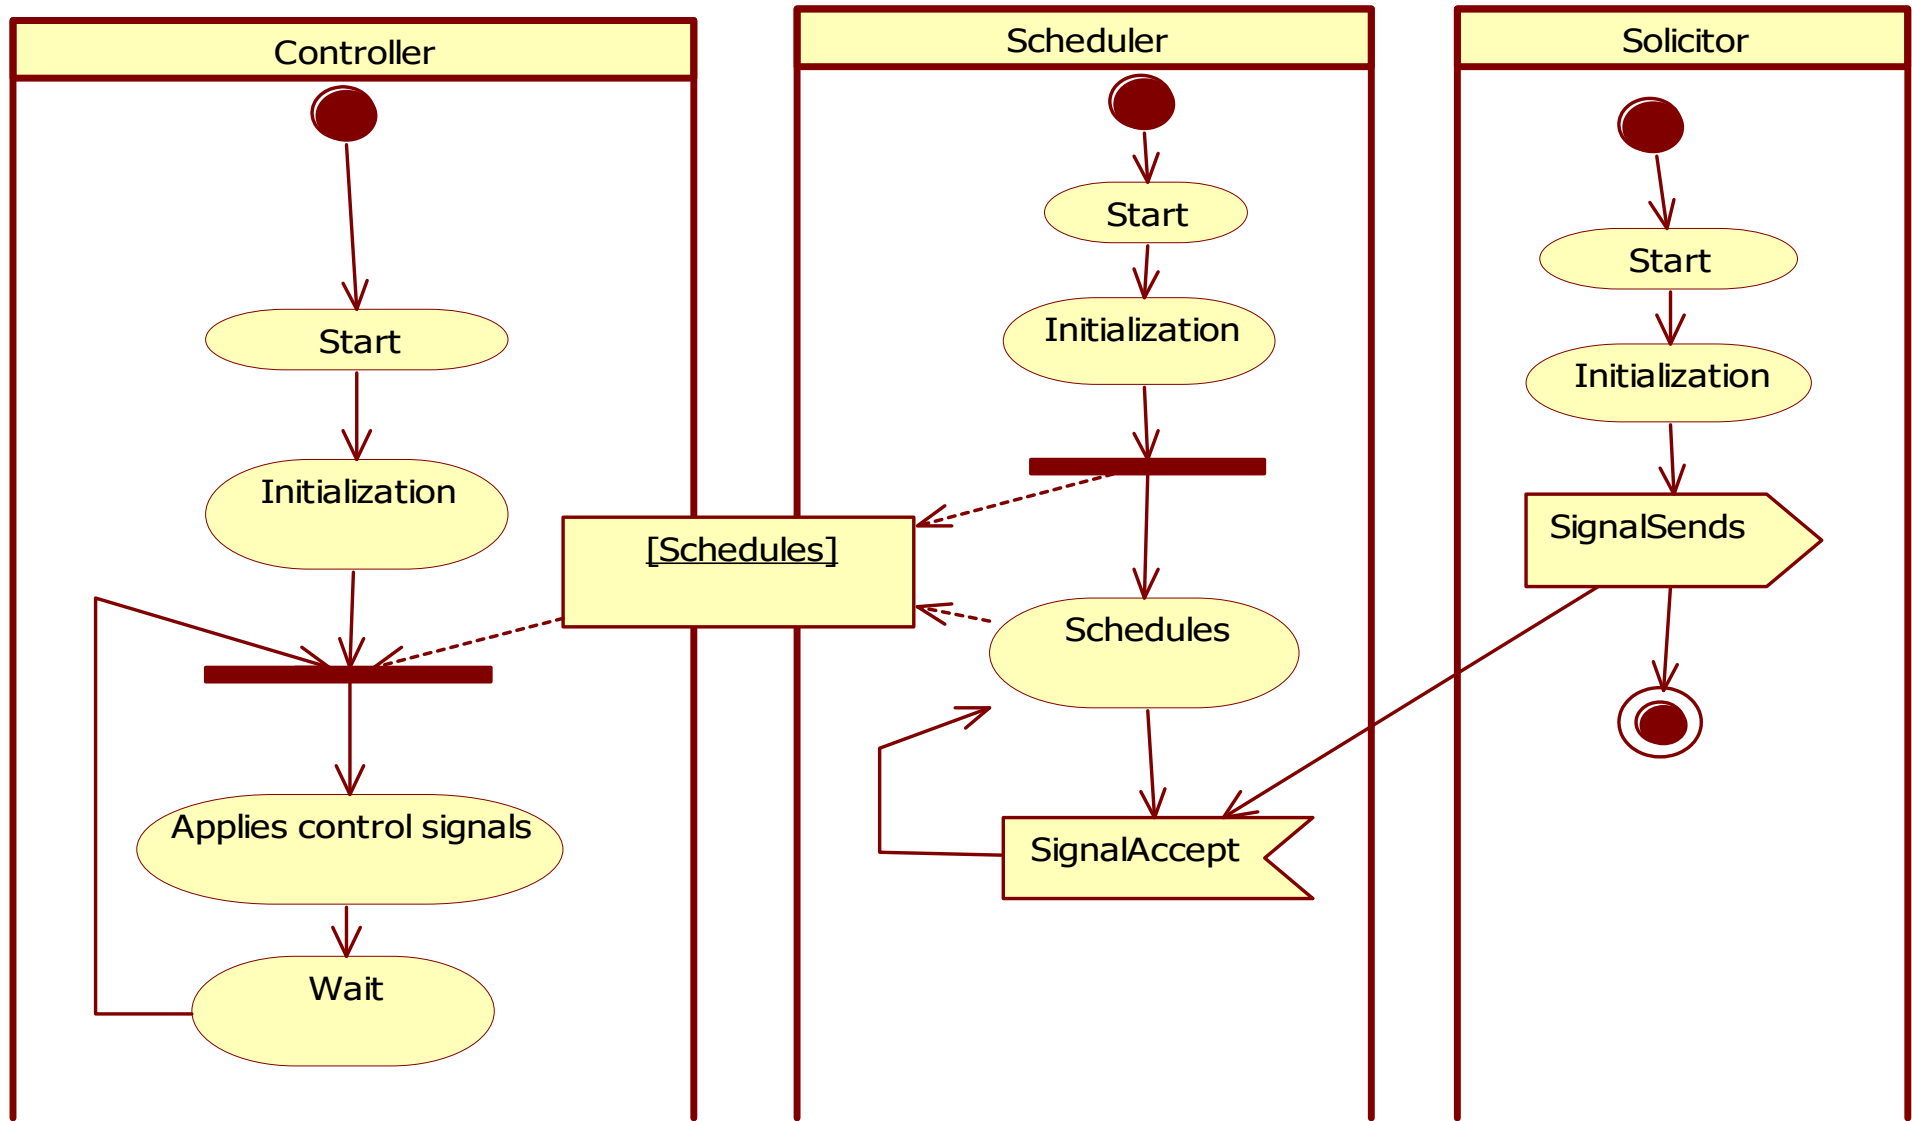 Controller
Start
Initialization
Applies control signals
Wait
[Schedules]
Scheduler
Start
Initialization
Schedules
SignalAccept
Solicitor
Start
Initialization
SignalSends